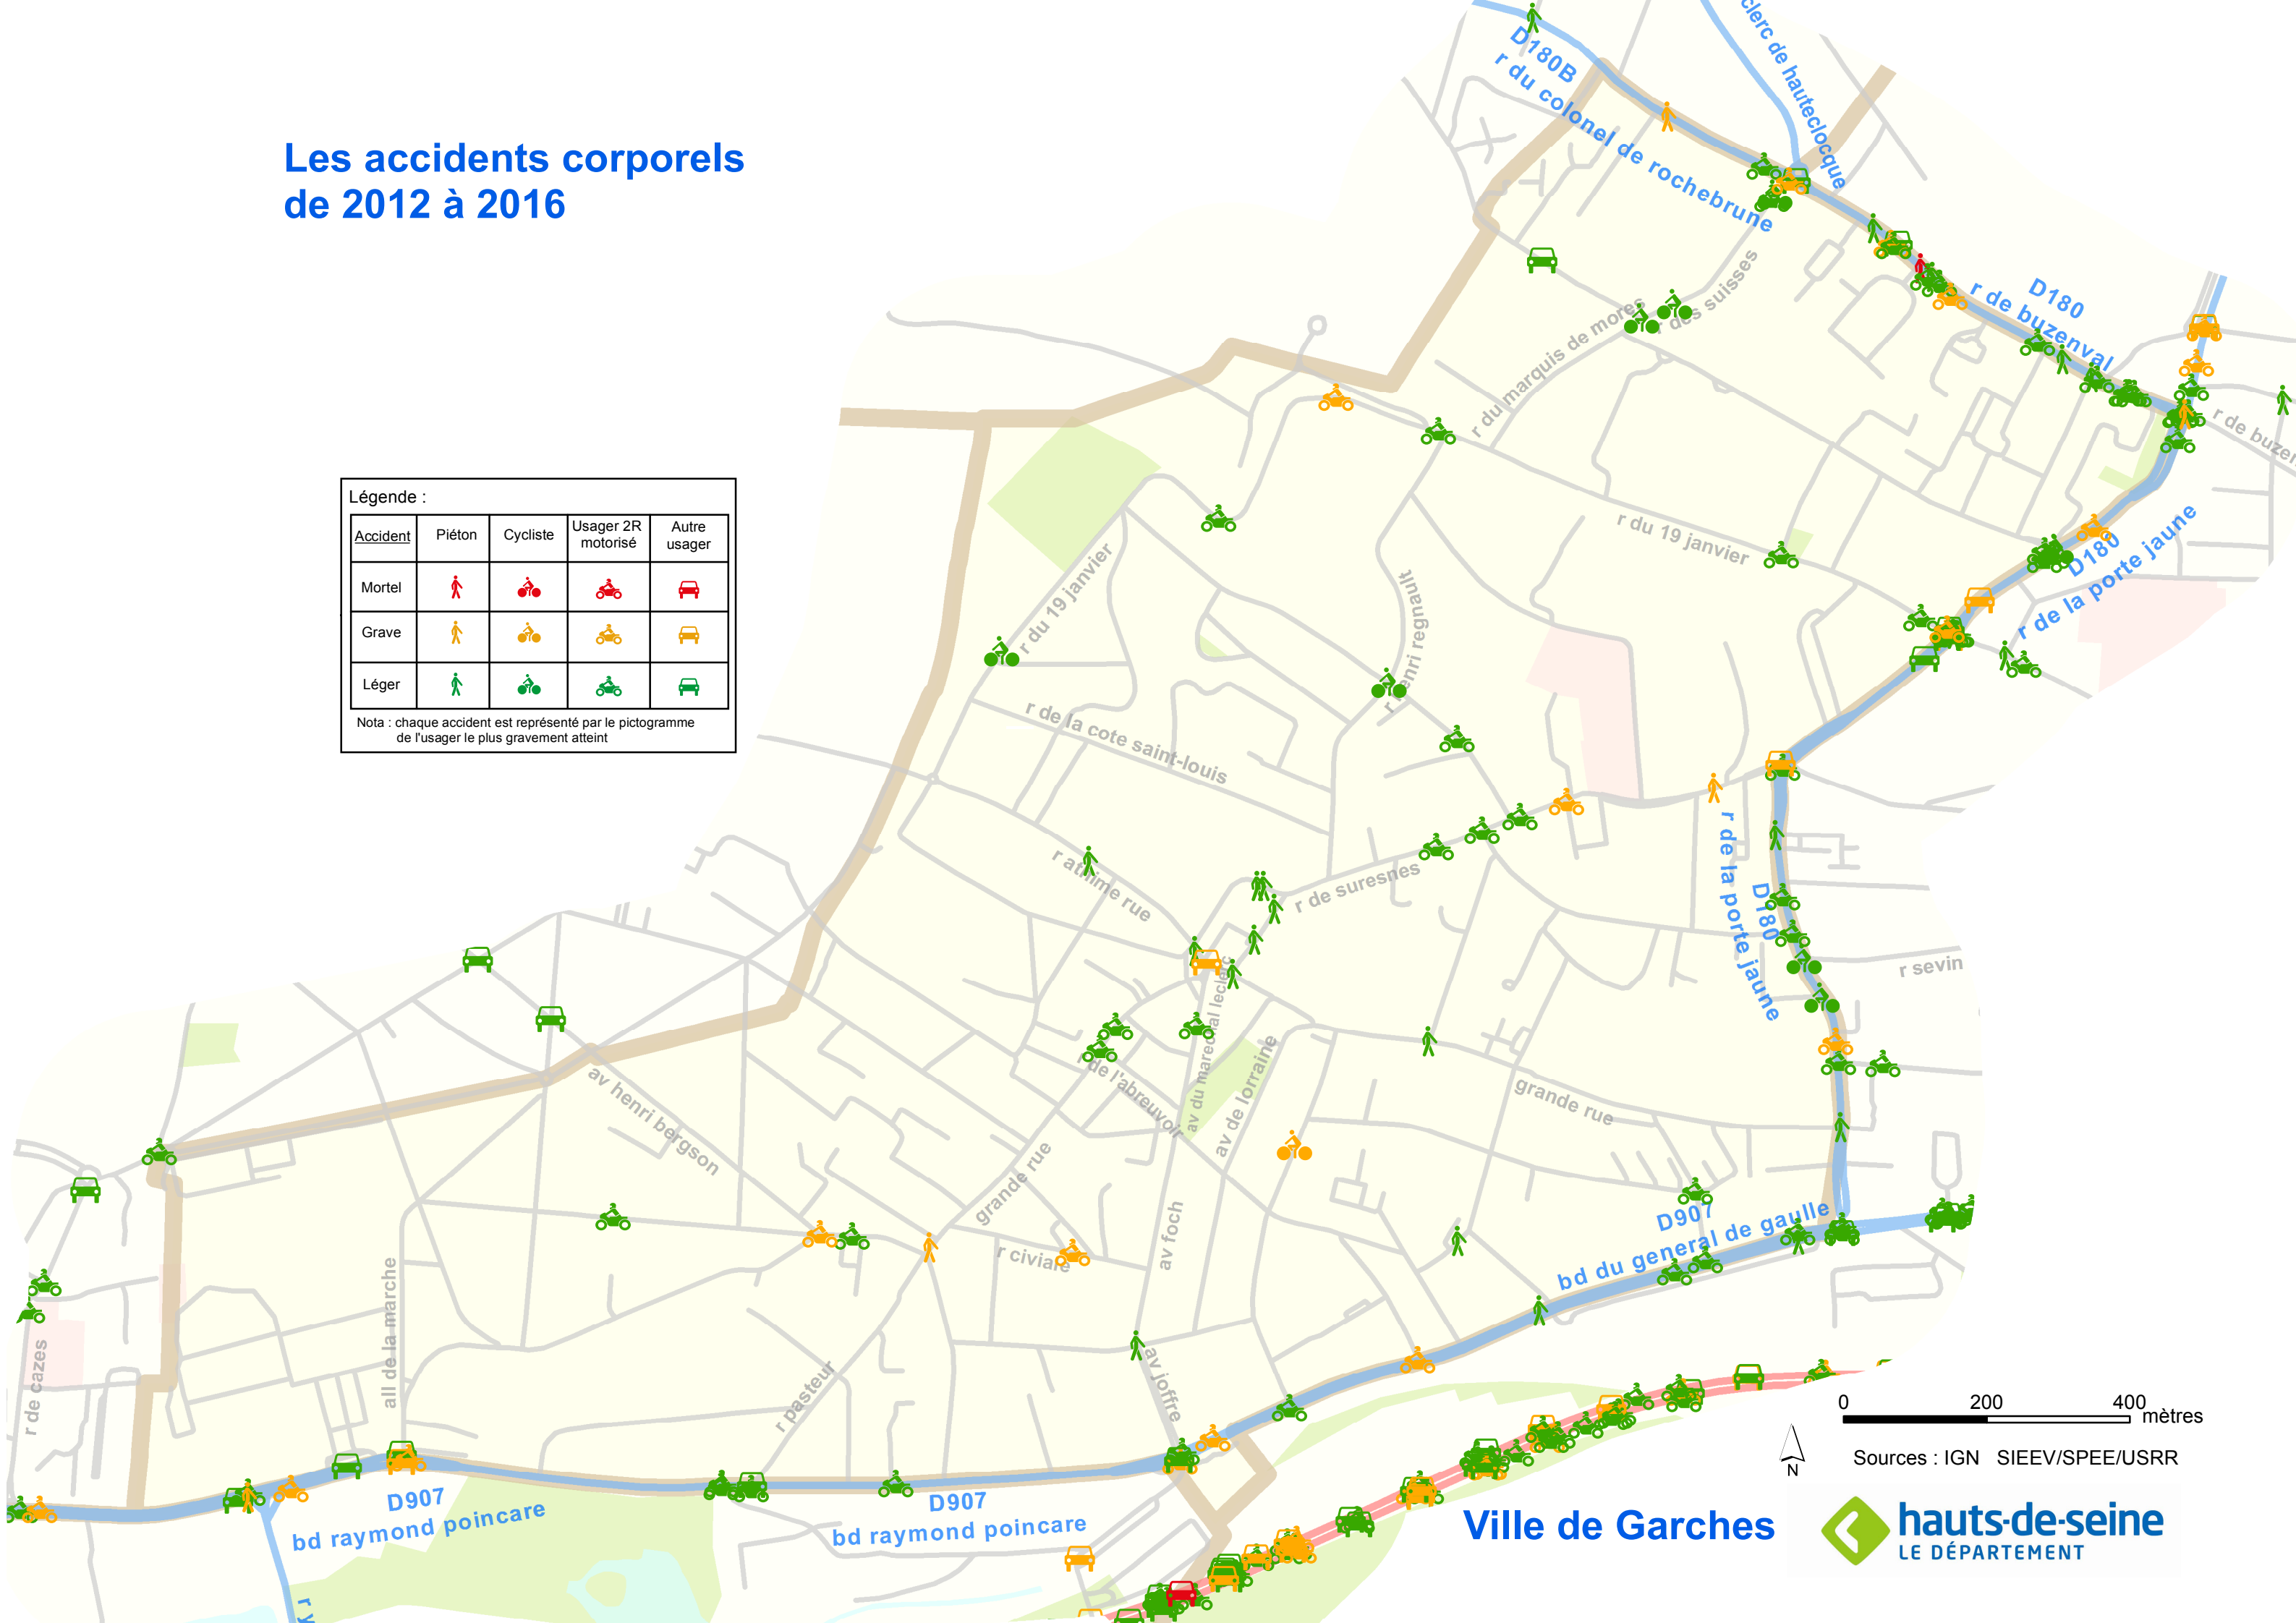 Les accidents corporels
de 2012 à 2016
Légende :
Accident
Piéton
Cycliste
Usager 2R
motorisé
Autre
usager
Mortel
Grave
Léger
Nota : chaque accident est représenté par le pictogramme
de l'usager le plus gravement atteint
clerc de hauteclocque
D180B
r du colonel de rochebrune
D180
r de buzenval
r des suisses
r du marquis de mores
r du 19 janvier
r du 19 janvier
D180
r de la porte jaune
r henri regnault
r de la cote saint-louis
r athime rue
r de suresnes
r de la porte jaune
D180
r sevin
av du marechal leclerc
av de lorraine
de l'abreuvoir
grande rue
av henri bergson
grande rue
r civiale
av foch
D907
bd du general de gaulle
all de la marche
r de cazes
r pasteur
av joffre
D907
bd raymond poincare
D907
bd raymond poincare
0 200 400
mètres
N
Sources : IGN SIEEV/SPEE/USRR
Ville de Garches
hauts-de-seine
LE DÉPARTEMENT